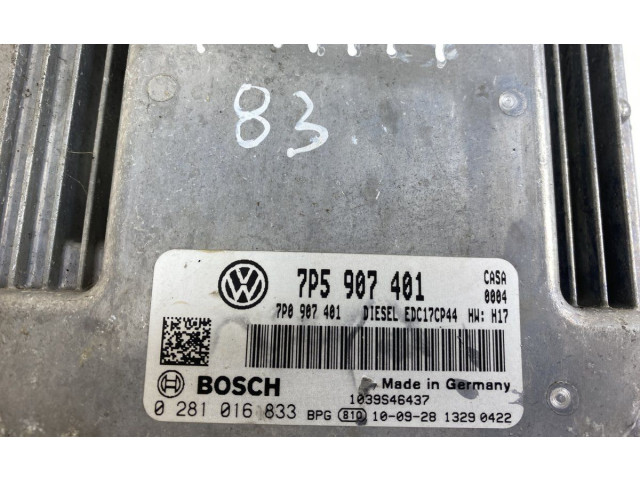 83
7P5 907 401 CASA
0004
7P0 907 401 DIESEL EDC17CP44 HW: H17
BOSCH Made in Germany
1039S46437
0 281 016 833 BPG 810 10-09-28 1329 0422